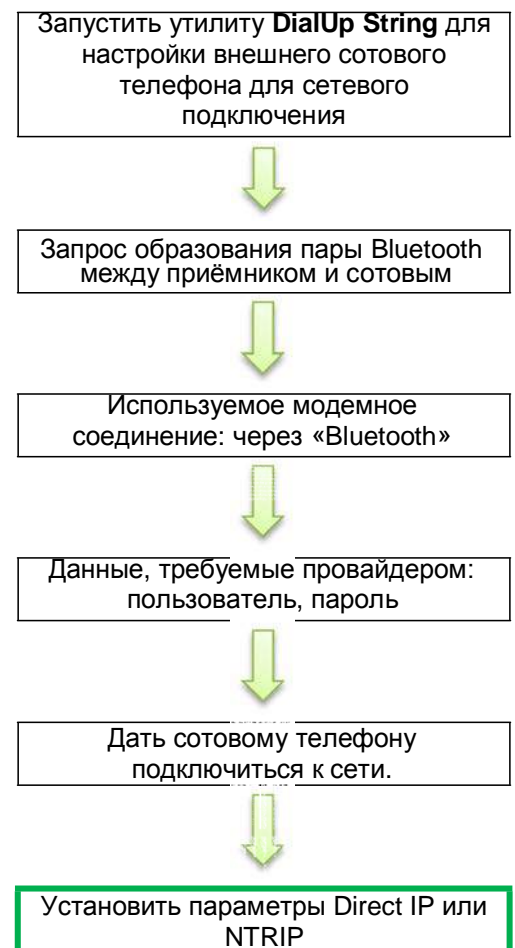 Запустить утилиту DialUp String для
настройки внешнего сотового
телефона для сетевого
подключения
Запрос образования пары Bluetooth
между приёмником и сотовым
Используемое модемное
соединение: через «Bluetooth»
Данные, требуемые провайдером:
пользователь, пароль
Дать сотовому телефону
подключиться к сети.
Установить параметры Direct IP или
NTRIP